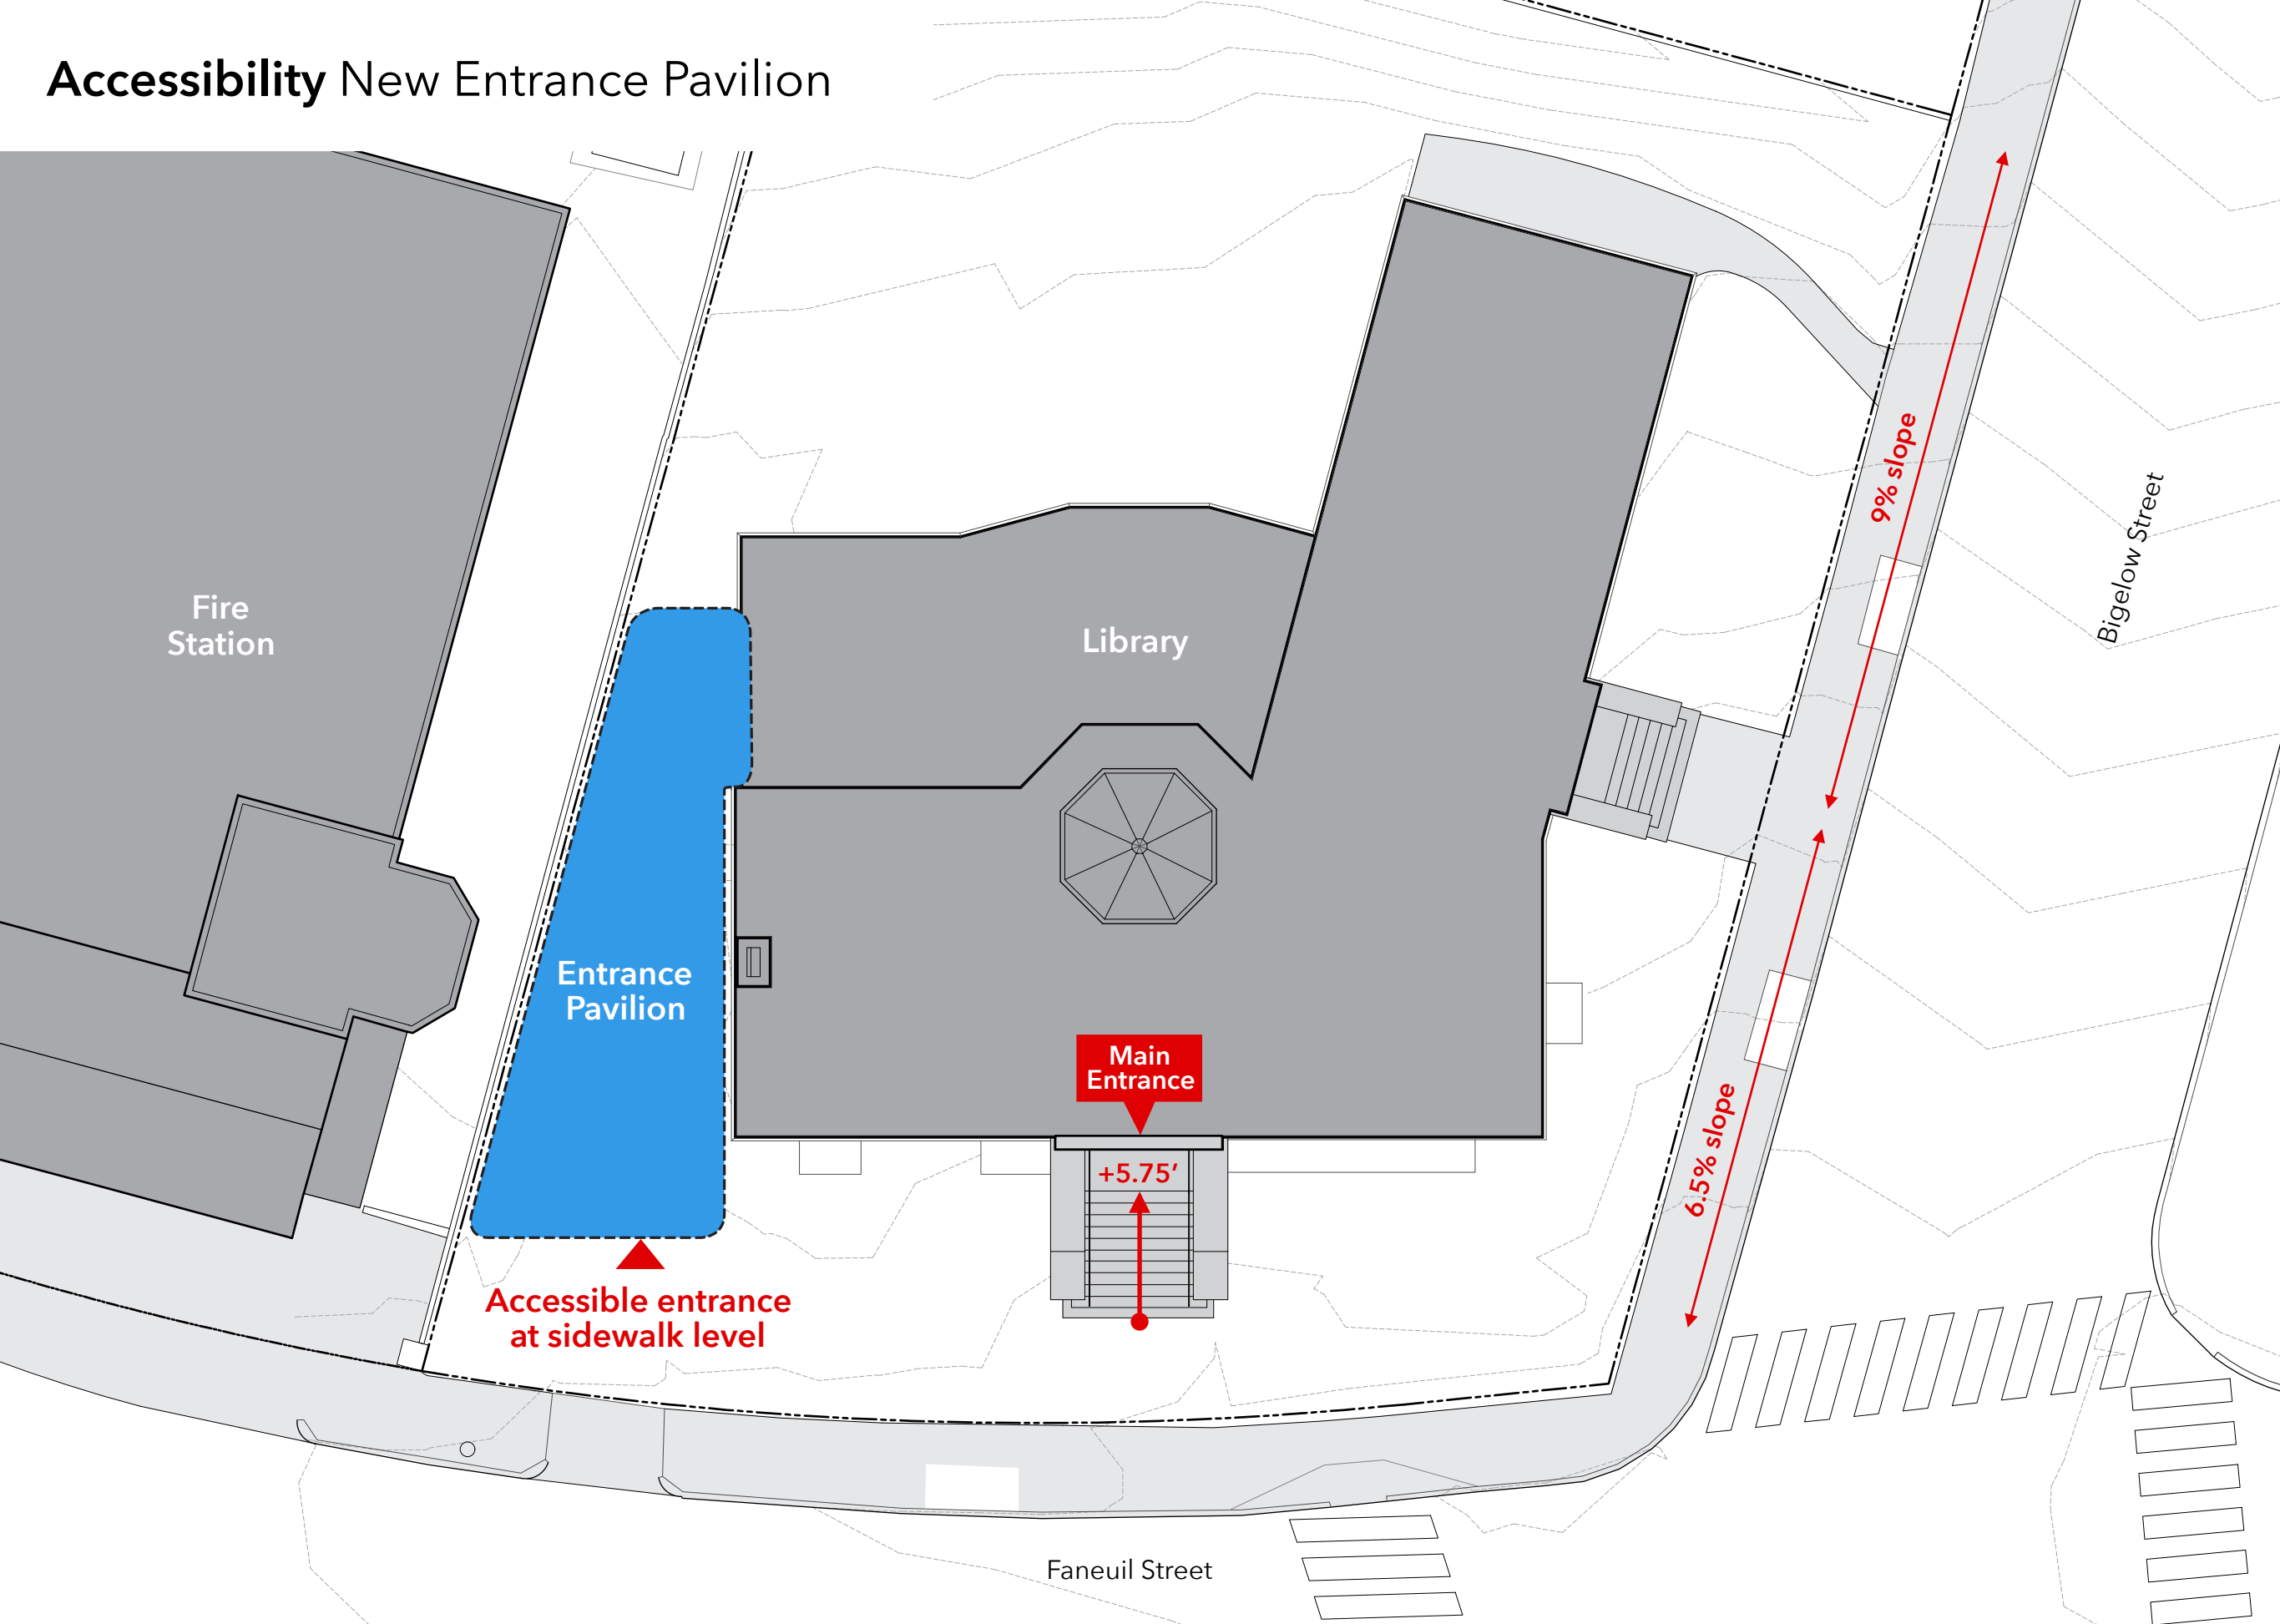 Accessibility New Entrance Pavilion
9% slope
Bigelow Street
Fire
Station
Library
Entrance
Pavilion
Main
Entrance
+5.75’
6.5% slope
Accessible entrance
at sidewalk level
Faneuil Street